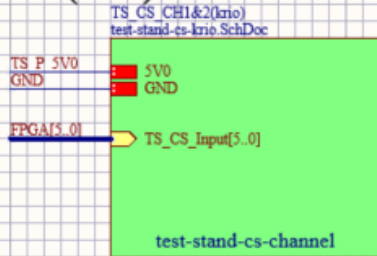 TS_CS_CH1&2(krio)
test-stand-cs-krio.SchDoc
TS_P_5V0
5V0
GND
GND
FPGA[5..0]
TS_CS_Input[5..0]
test-stand-cs-channel